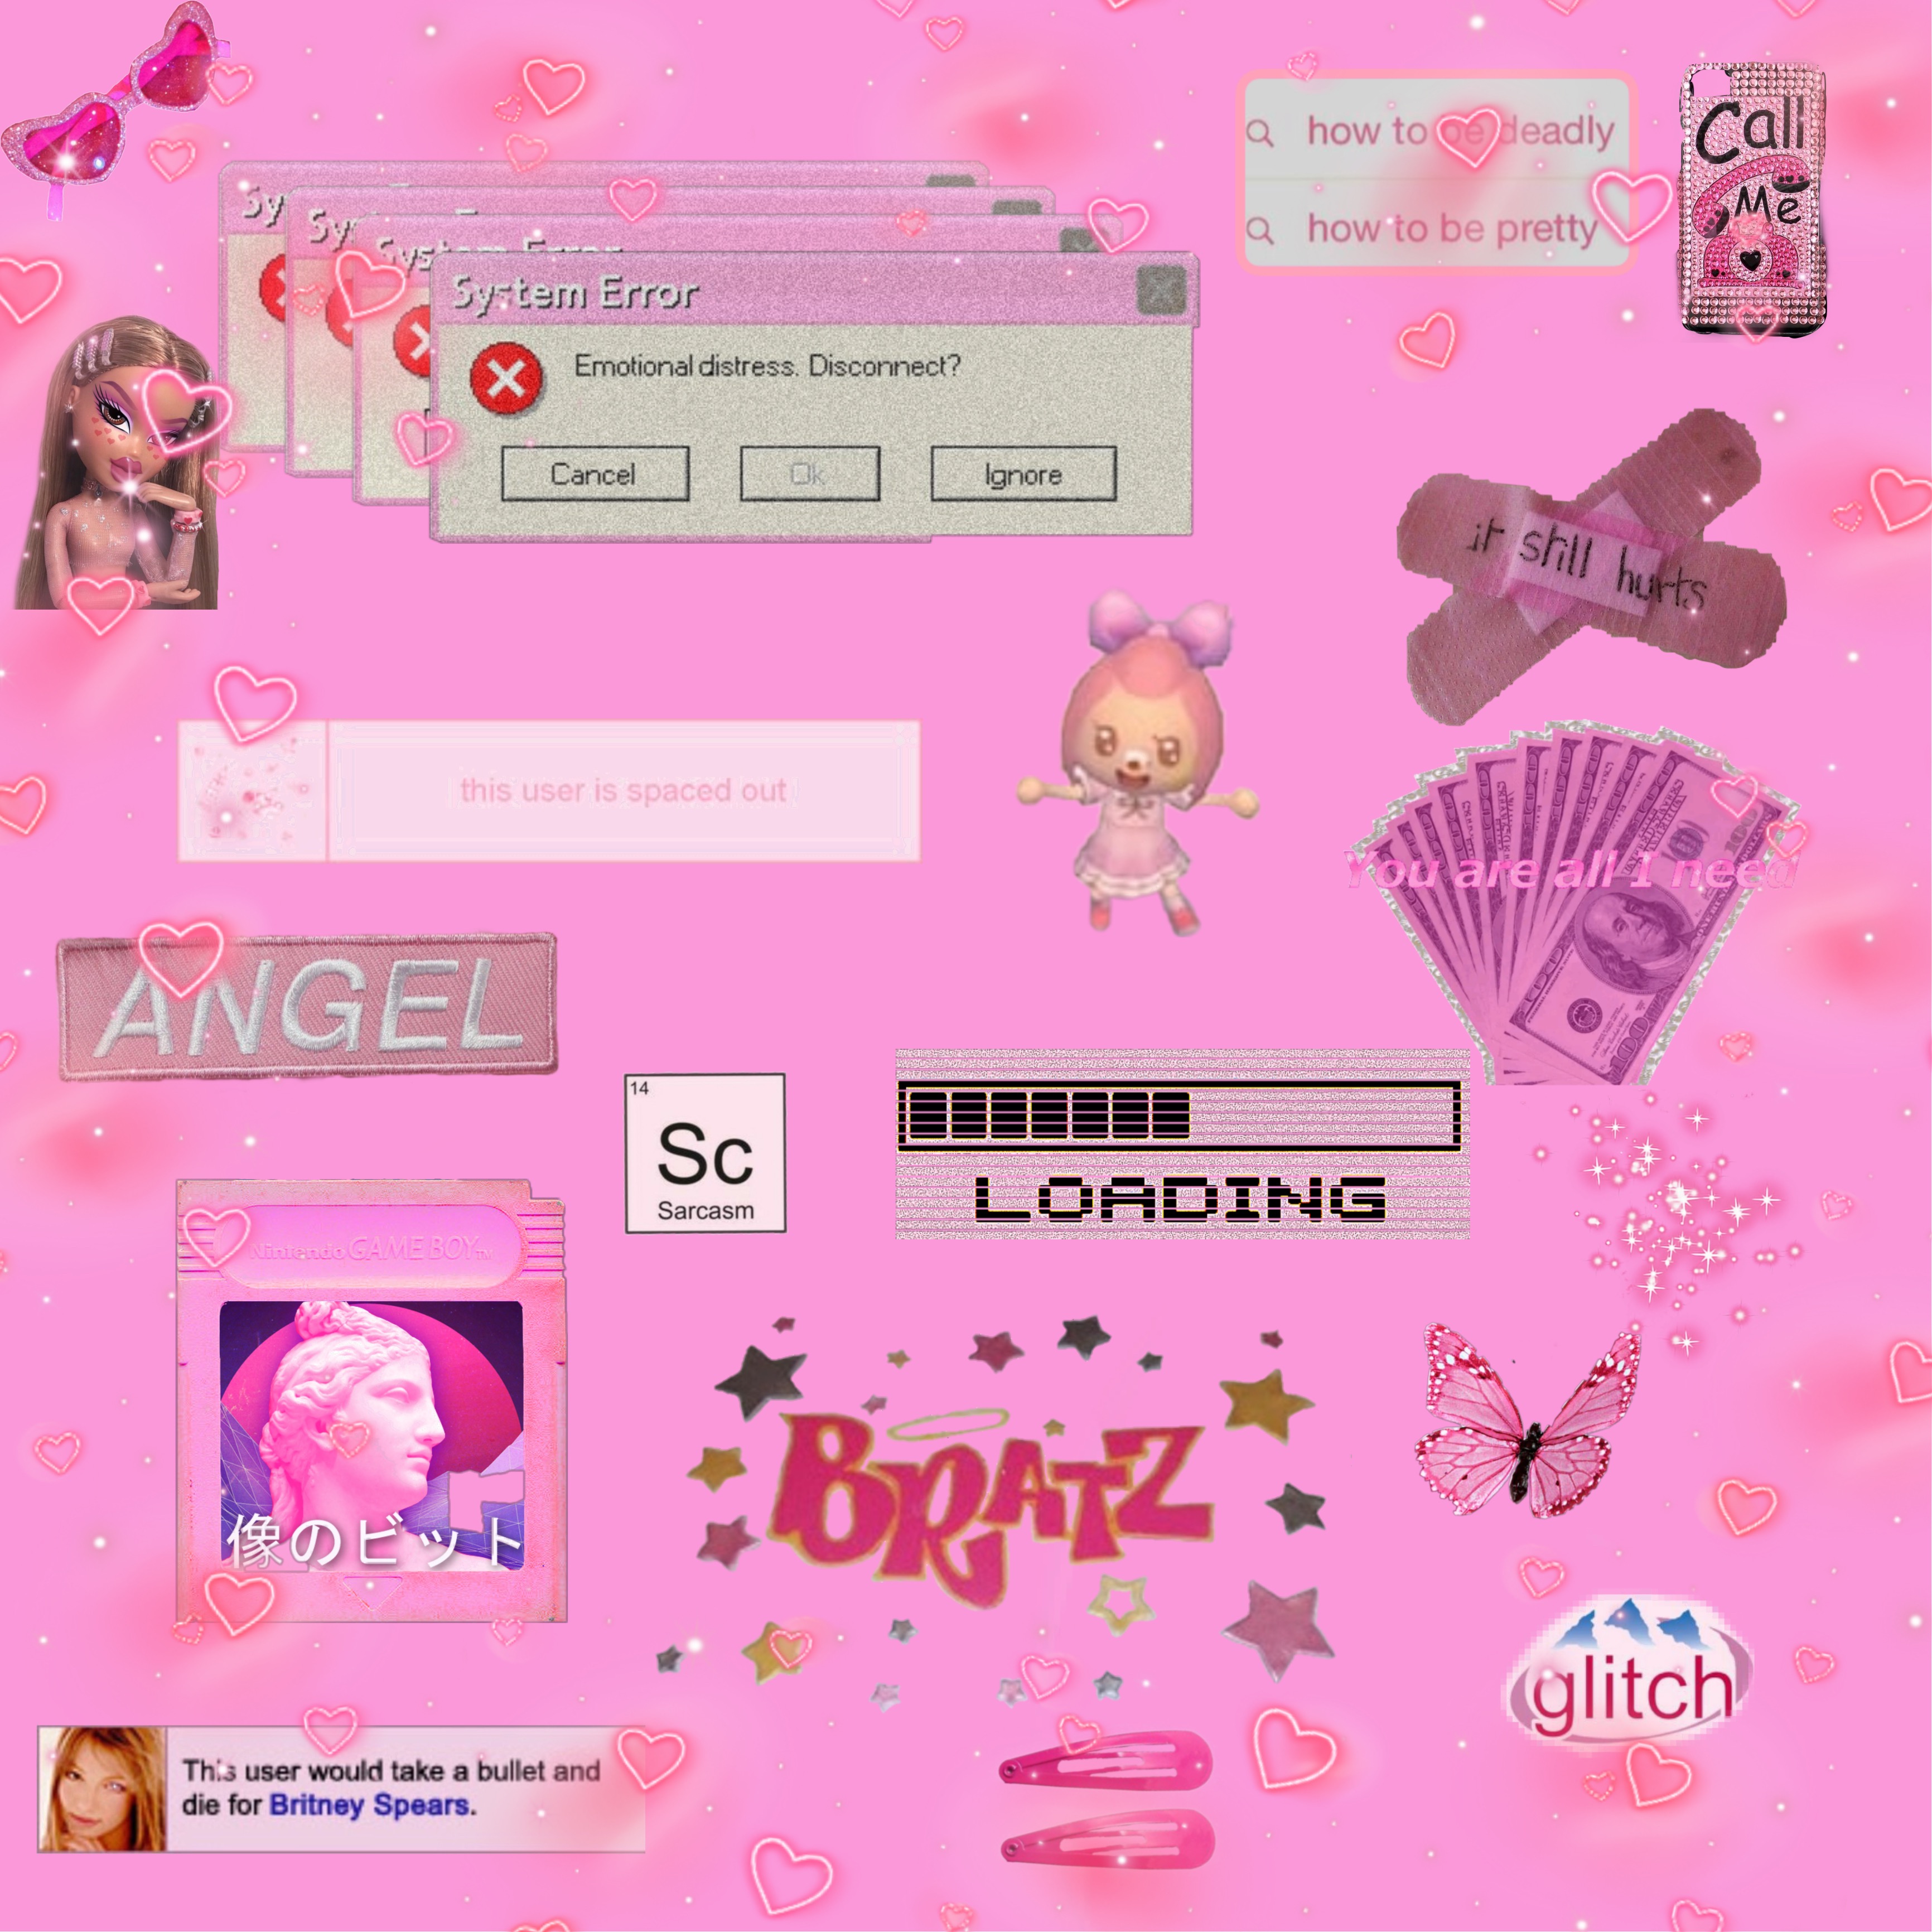 how to be deadly
how to be pretty
Call
Me
Sy
Sy
System Error
System Error
Emotional distress. Disconnect?
Cancel
Ok
Ignore
it still hurts
this user is spaced out
You are all I need
100
ANGEL
14
Sc
Sarcasm
LOADING
Nintendo GAME BOY TM
像のビット
BRATZ
glitch
This user would take a bullet and
die for Britney Spears.